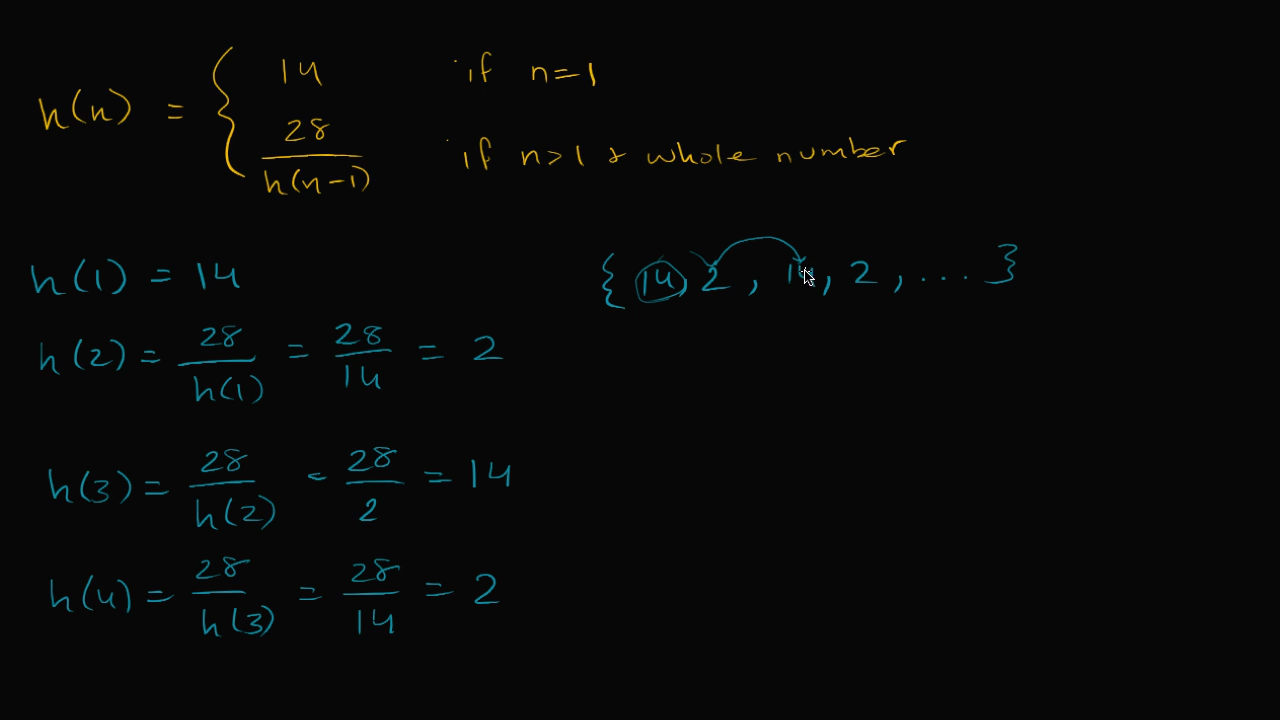 h(n) = { 14 if n=1
28/h(n-1) if n>1 & whole number
h(1) = 14
{14, 2, 14, 2, ...}
h(2) = 28/h(1) = 28/14 = 2
h(3) = 28/h(2) = 28/2 = 14
h(4) = 28/h(3) = 28/14 = 2